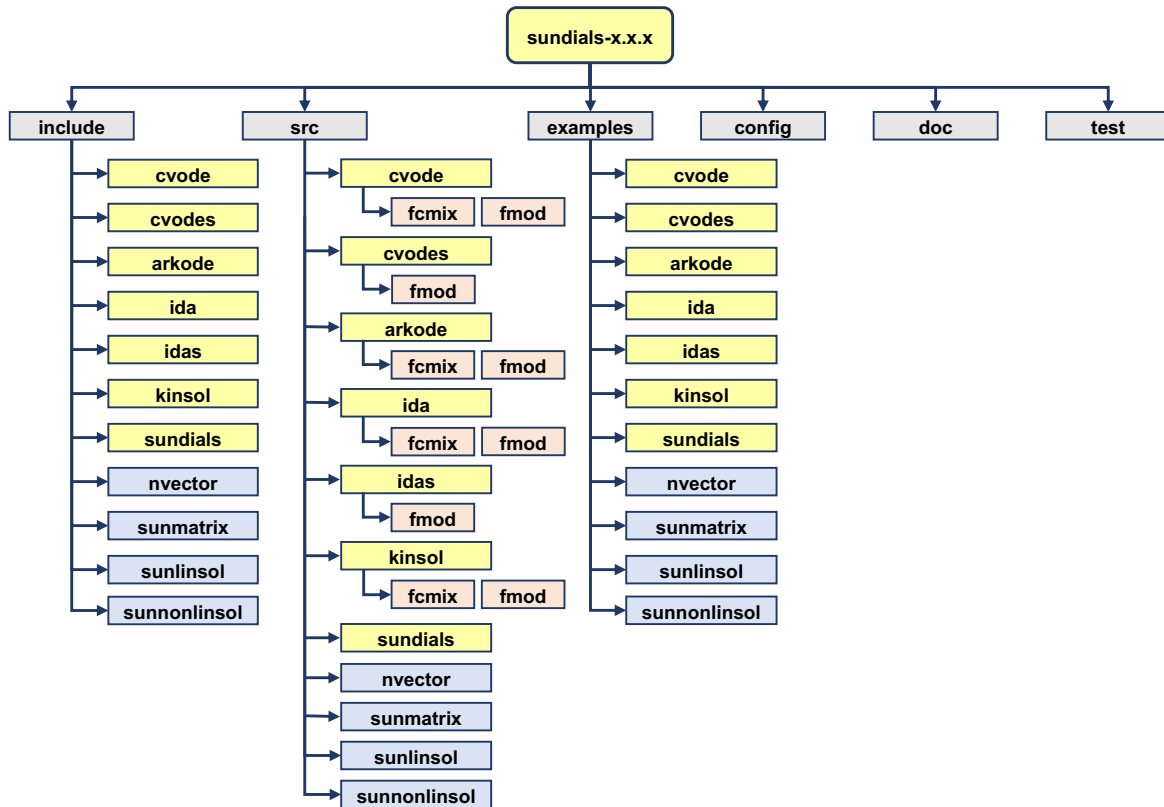 sundials-x.x.x
include
src
examples
config
doc
test
cvode
cvodes
arkode
ida
idas
kinsol
sundials
nvector
sunmatrix
sunlinsol
sunnonlinsol
cvode
fcmix fmod
cvodes
fmod
arkode
fcmix fmod
ida
fcmix fmod
idas
fmod
kinsol
fcmix fmod
sundials
nvector
sunmatrix
sunlinsol
sunnonlinsol
cvode
cvodes
arkode
ida
idas
kinsol
sundials
nvector
sunmatrix
sunlinsol
sunnonlinsol